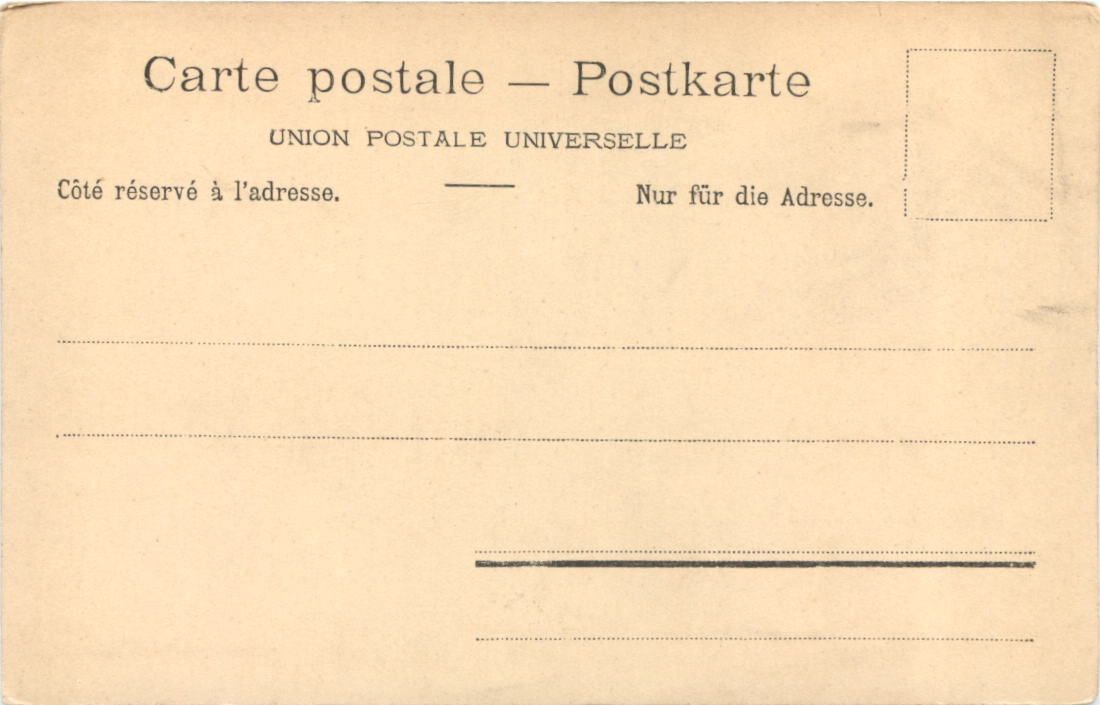 Carte postale — Postkarte
UNION POSTALE UNIVERSELLE
Côté réservé à l'adresse.
Nur für die Adresse.